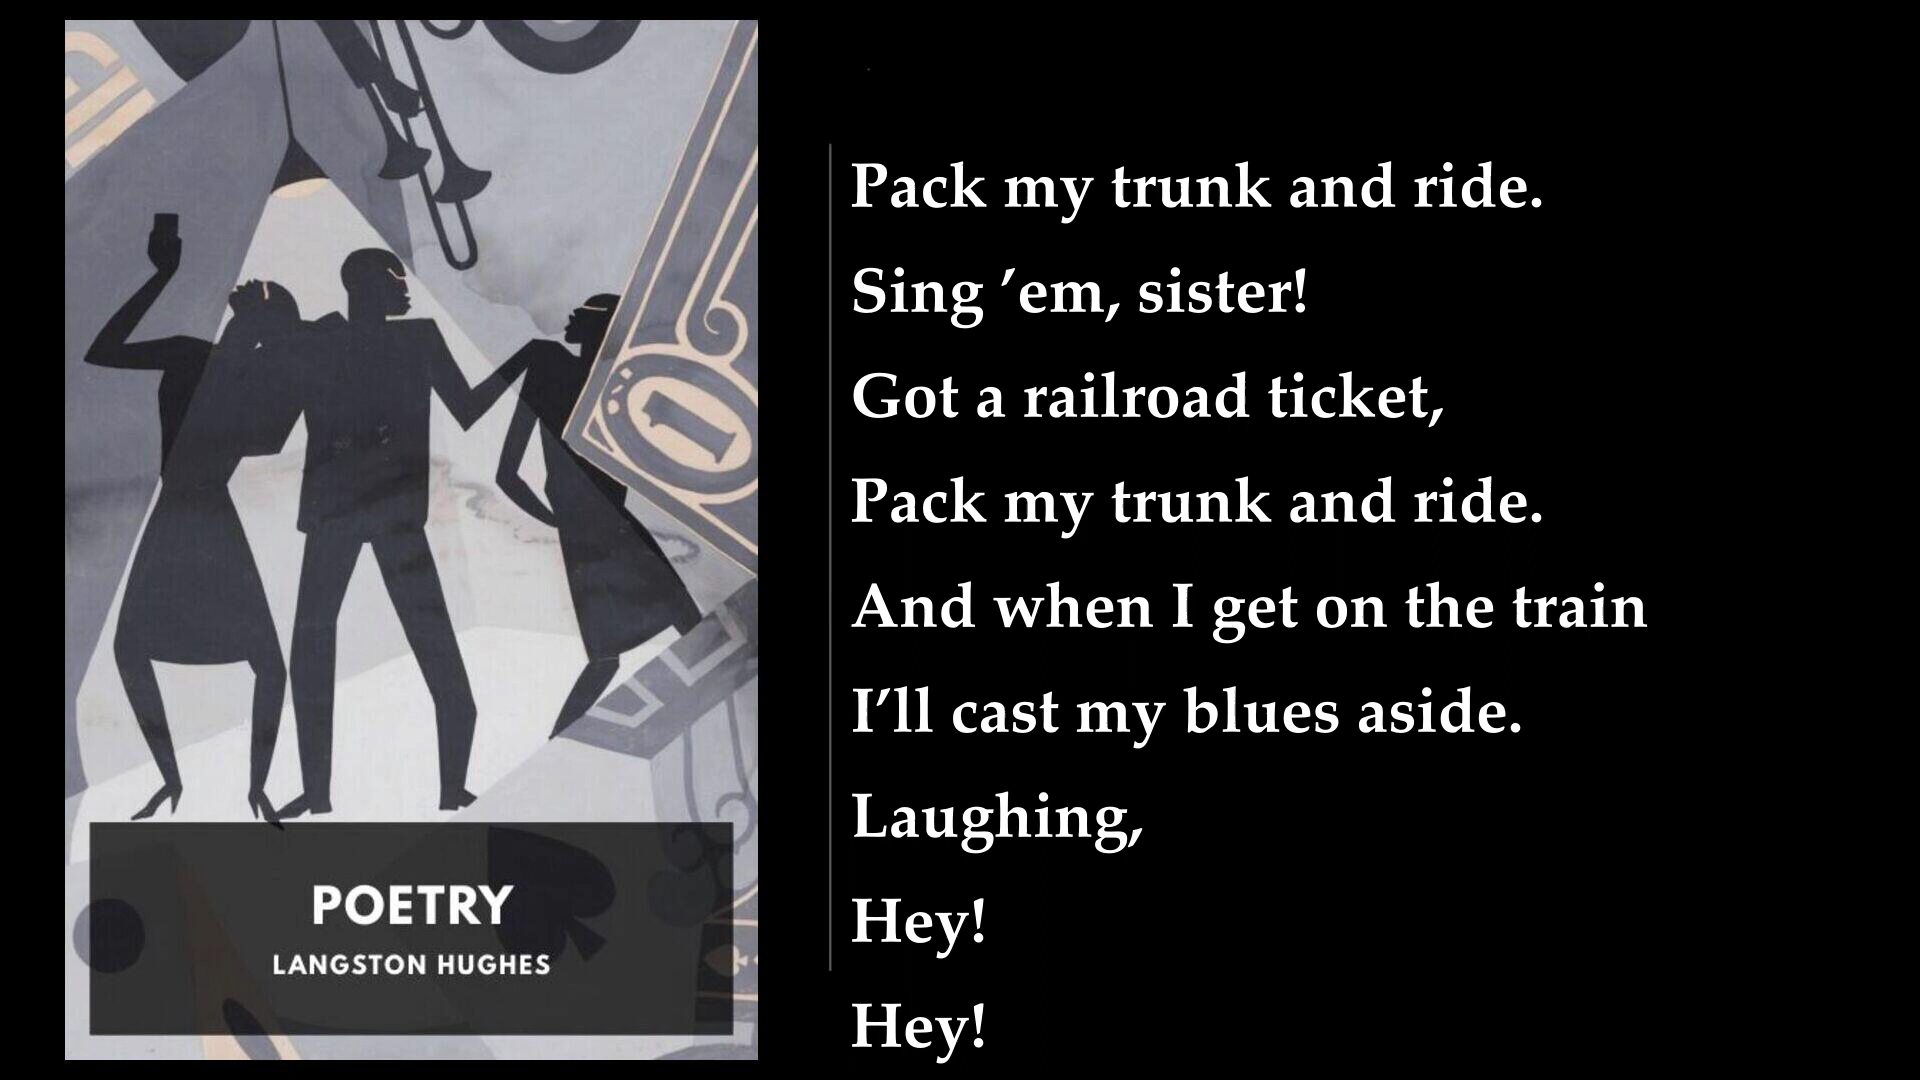 POETRY
LANGSTON HUGHES
Pack my trunk and ride.
Sing ’em, sister!
Got a railroad ticket,
Pack my trunk and ride.
And when I get on the train
I’ll cast my blues aside.
Laughing,
Hey!
Hey!